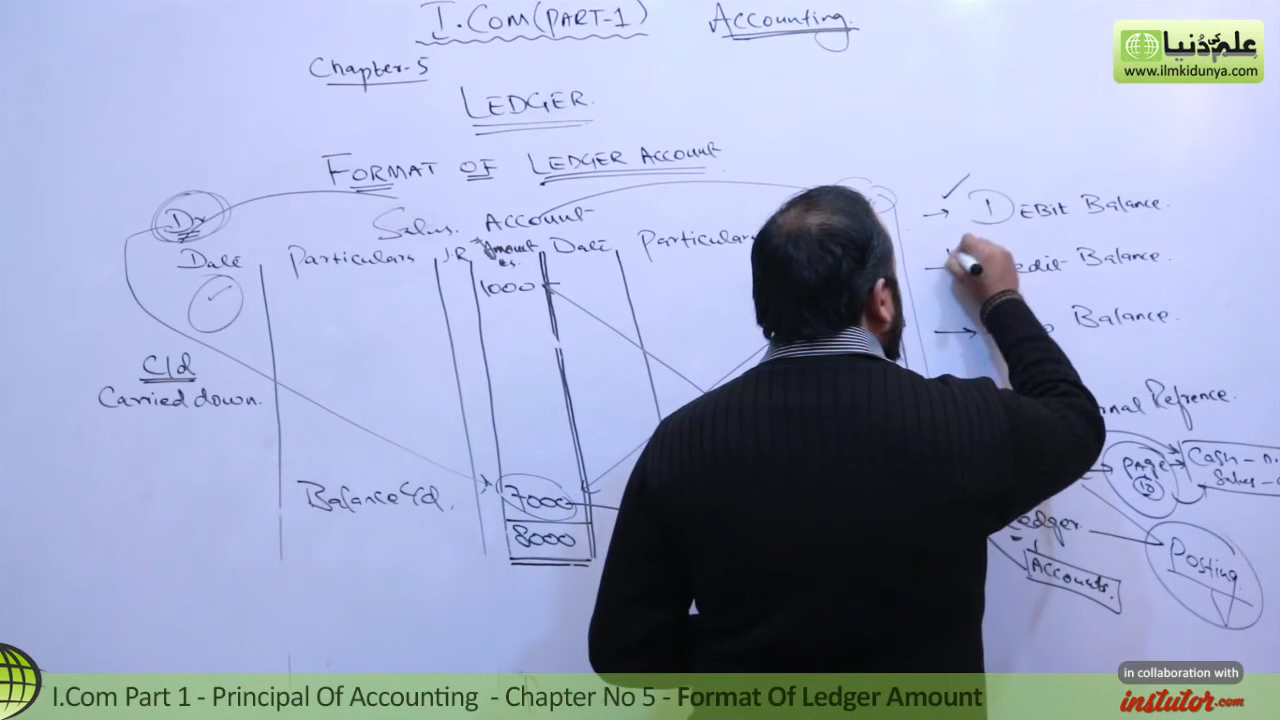 I.COM (PART-1) Accounting.
علم کی دُنیا
www.ilmkidunya.com
Chapter-5
LEDGER.
FORMAT OF LEDGER ACCOUNT
Dr
Sales. Account
Date Particulars J.R Amount Rs. Date Particulars
1000
C/d
Carried down.
Balance c/d,
7000
8000
→ DEBIT Balance.
Balance.
→ Balance.
Refrence.
PAGE
10
Cash
Sales
Ledger
Accounts.
Posting
in collaboration with
instutor.com
I.Com Part 1 - Principal Of Accounting - Chapter No 5 - Format Of Ledger Amount